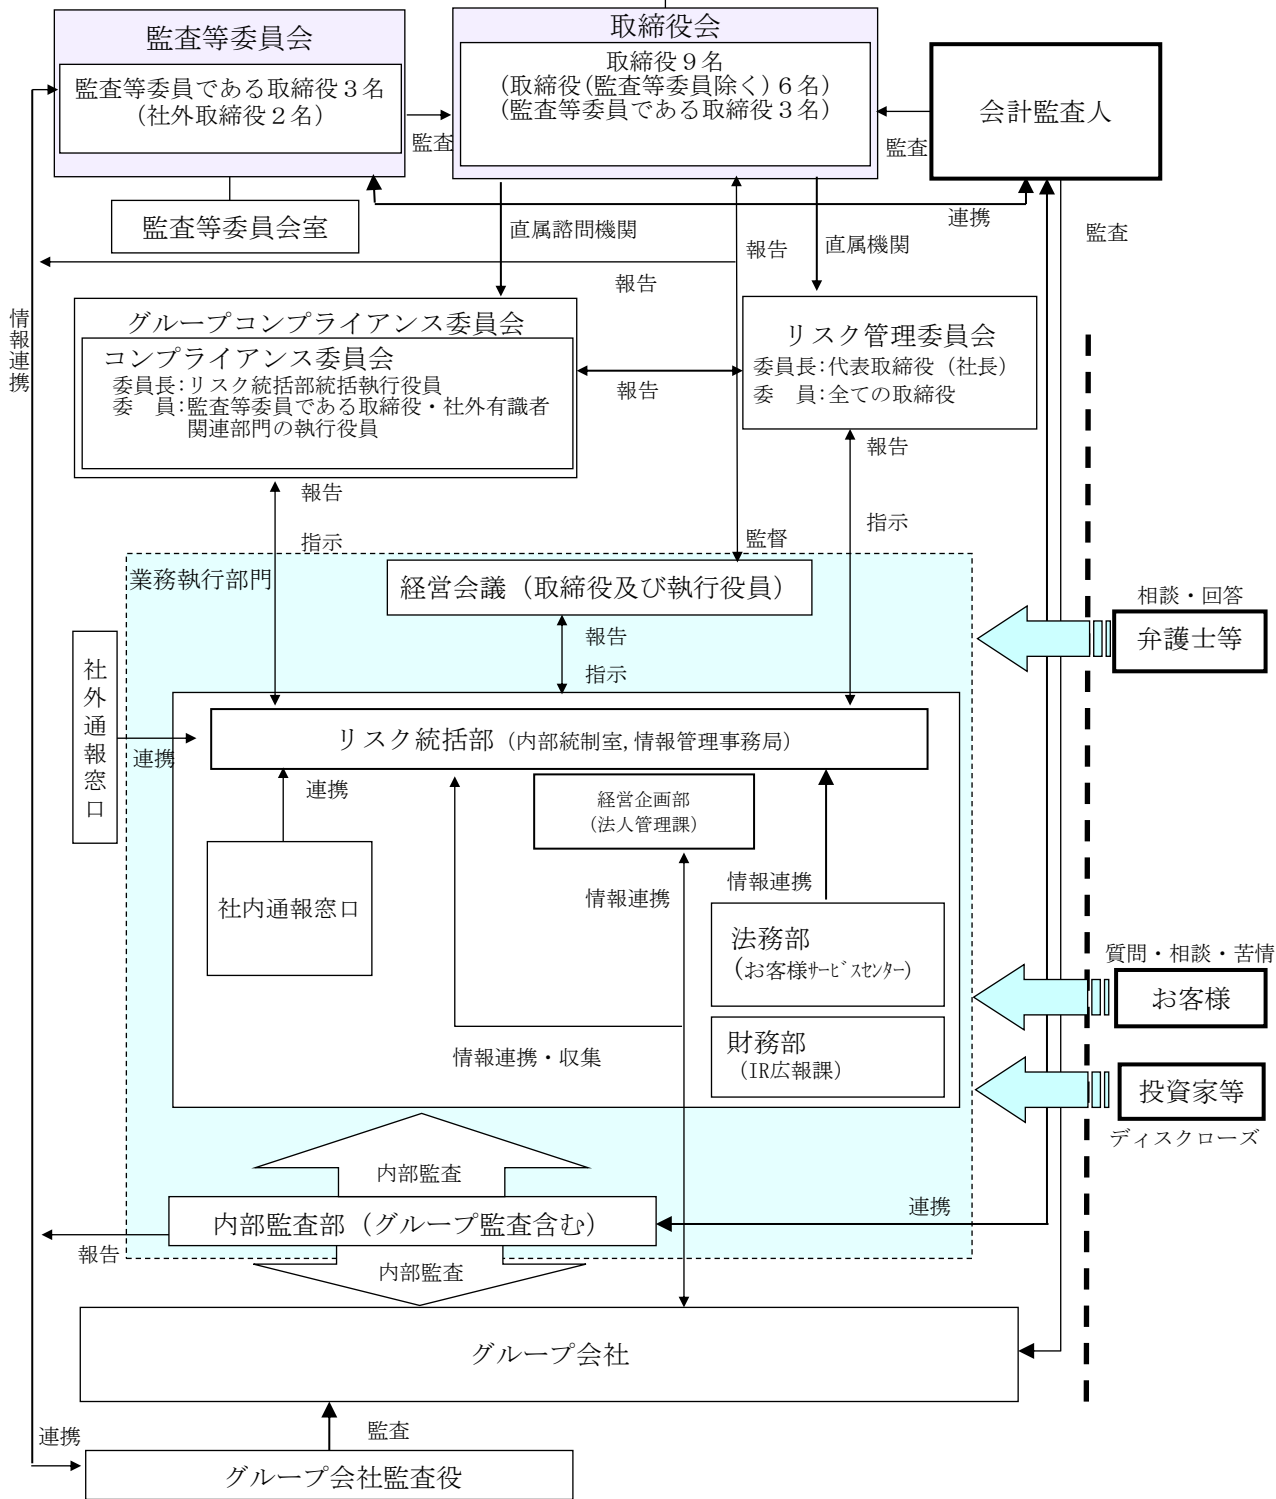 監査等委員会
監査等委員である取締役３名
（社外取締役２名）
監査等委員会室
監査
取締役会
取締役９名
(取締役(監査等委員除く)６名)
(監査等委員である取締役３名)
監査
会計監査人
連携
監査
直属諮問機関
報告
直属機関
報告
情報連携
グループコンプライアンス委員会
コンプライアンス委員会
委員長:リスク統括部統括執行役員
委　員:監査等委員である取締役・社外有識者
関連部門の執行役員
報告
リスク管理委員会
委員長:代表取締役（社長）
委　員:全ての取締役
報告
指示
報告
指示
監督
業務執行部門
経営会議（取締役及び執行役員）
報告
指示
相談・回答
弁護士等
社外通報窓口
連携
リスク統括部（内部統制室,情報管理事務局）
連携
経営企画部
（法人管理課）
社内通報窓口
情報連携
情報連携
法務部
(お客様ｻｰﾋﾞｽｾﾝﾀｰ)
財務部
（IR広報課）
情報連携・収集
質問・相談・苦情
お客様
投資家等
ディスクローズ
内部監査
内部監査部（グループ監査含む）
連携
報告
内部監査
グループ会社
監査
連携
グループ会社監査役